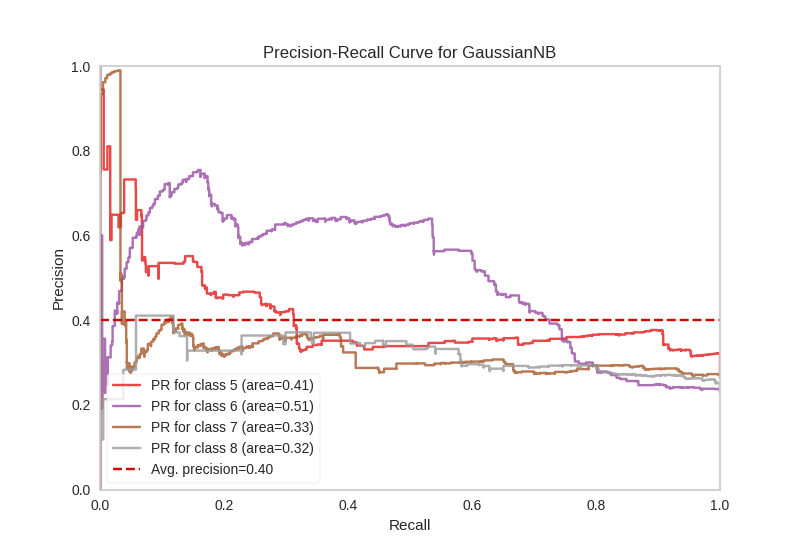 Precision-Recall Curve for GaussianNB
1.0
0.8
0.6
0.4
0.2
0.0
Precision
PR for class 5 (area=0.41)
PR for class 6 (area=0.51)
PR for class 7 (area=0.33)
PR for class 8 (area=0.32)
Avg. precision=0.40
0.0 0.2 0.4 0.6 0.8 1.0
Recall